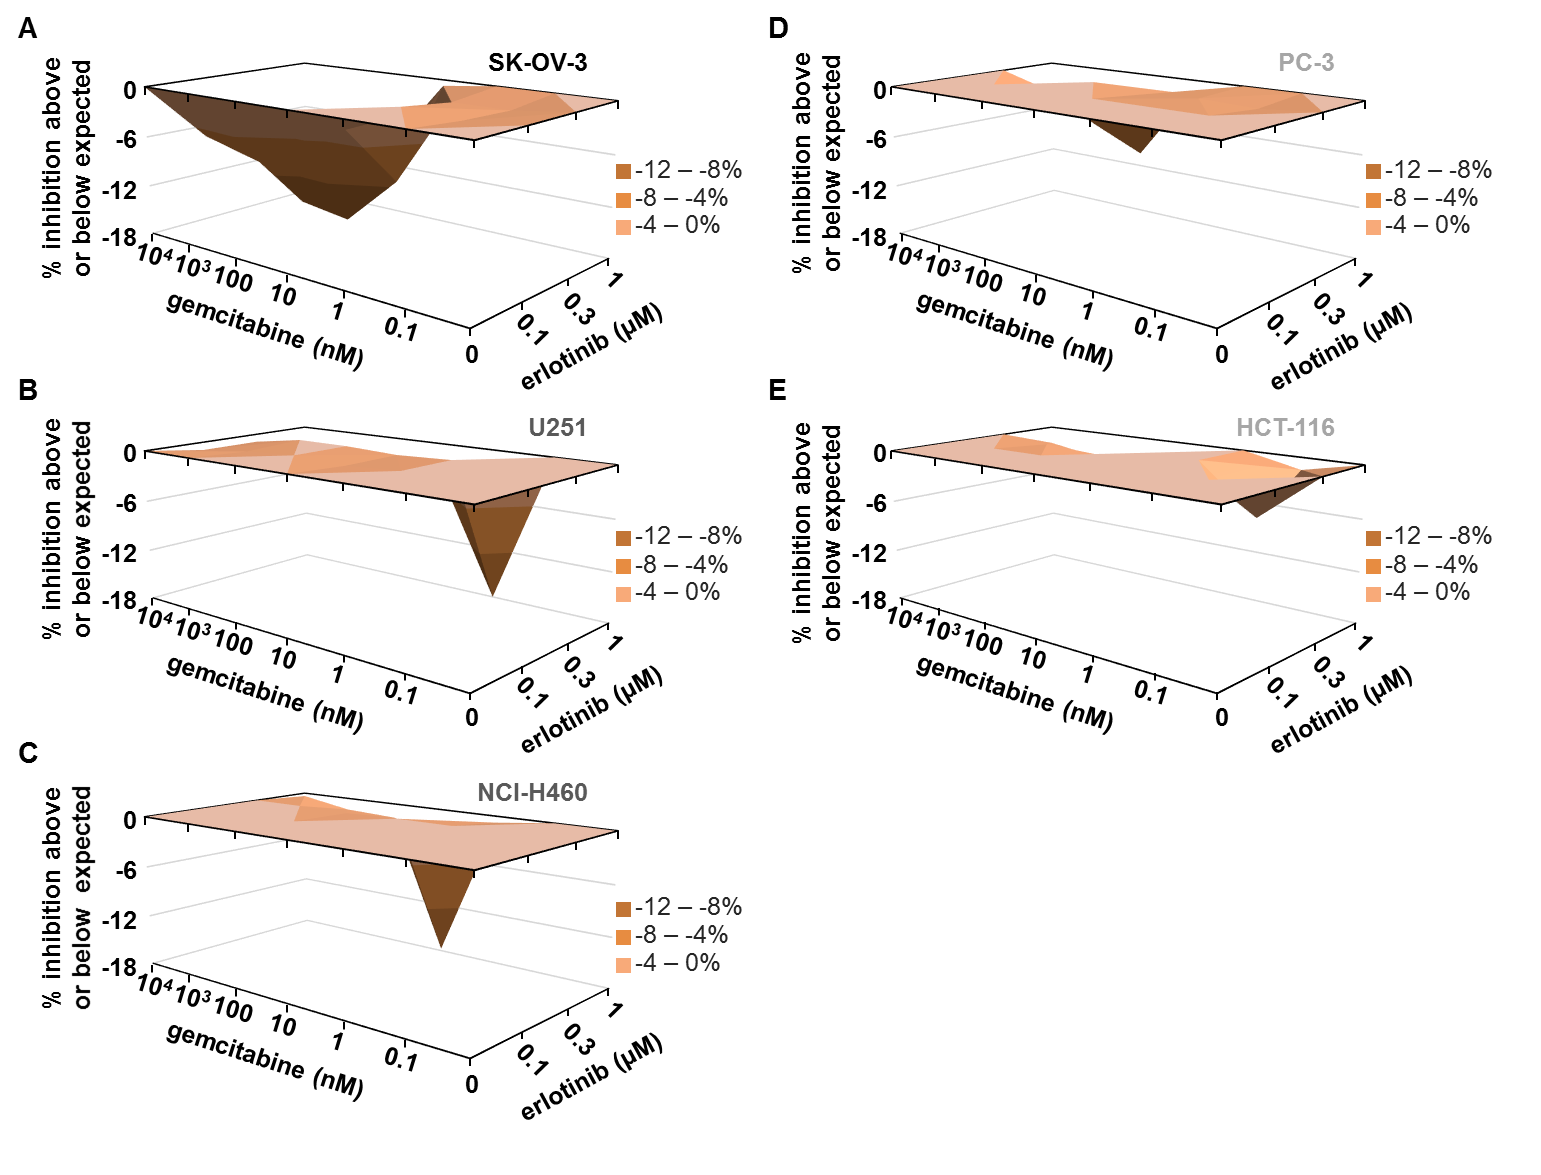 A
SK-OV-3
% inhibition above
or below expected
0
-6
-12
-18
10⁴
10³
100
10
1
0.1
0
gemcitabine (nM)
0.1
0.3
1
erlotinib (µM)
-12 – -8%
-8 – -4%
-4 – 0%
B
U251
% inhibition above
or below expected
0
-6
-12
-18
10⁴
10³
100
10
1
0.1
0
gemcitabine (nM)
0.1
0.3
1
erlotinib (µM)
-12 – -8%
-8 – -4%
-4 – 0%
C
NCI-H460
% inhibition above
or below expected
0
-6
-12
-18
10⁴
10³
100
10
1
0.1
0
gemcitabine (nM)
0.1
0.3
1
erlotinib (µM)
-12 – -8%
-8 – -4%
-4 – 0%
D
PC-3
% inhibition above
or below expected
0
-6
-12
-18
10⁴
10³
100
10
1
0.1
0
gemcitabine (nM)
0.1
0.3
1
erlotinib (µM)
-12 – -8%
-8 – -4%
-4 – 0%
E
HCT-116
% inhibition above
or below expected
0
-6
-12
-18
10⁴
10³
100
10
1
0.1
0
gemcitabine (nM)
0.1
0.3
1
erlotinib (µM)
-12 – -8%
-8 – -4%
-4 – 0%